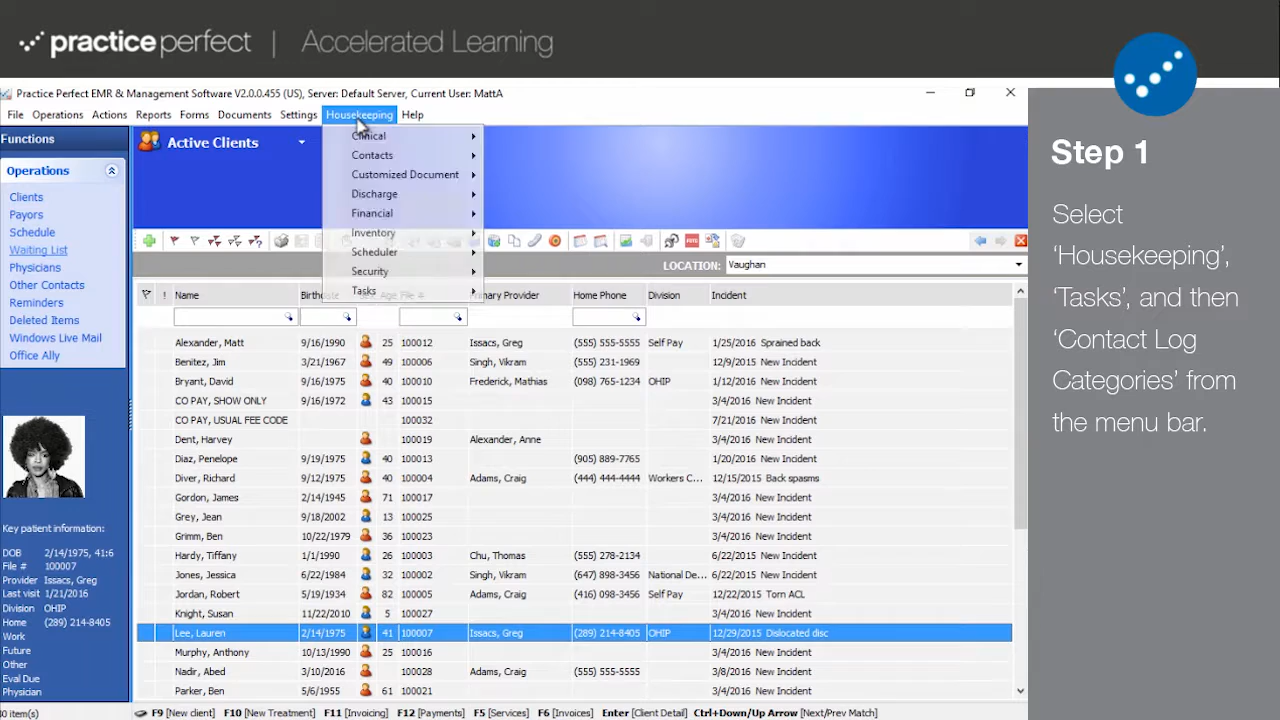 practice perfect | Accelerated Learning
Practice Perfect EMR & Management Software V2.0.0.455 (US), Server: Default Server, Current User: MattA
File Operations Actions Reports Forms Documents Settings Housekeeping Help
Functions
Operations
Clients
Payors
Schedule
Waiting List
Physicians
Other Contacts
Reminders
Deleted Items
Windows Live Mail
Office Ally
Key patient information:
DOB 2/14/1975, 41:6
File # 100007
Provider Issacs, Greg
Last visit 1/21/2016
Division OHIP
Home (289) 214-8405
Work
Future
Other
Eval Due
Physician
Active Clients
Clinical
Contacts
Customized Document
Discharge
Financial
Inventory
Scheduler
Security
Tasks
LOCATION: Vaughan
! Name Birthdate Age File # Primary Provider Home Phone Division Incident
Alexander, Matt 9/16/1990 25 100012 Issacs, Greg (555) 555-5555 Self Pay 1/25/2016 Sprained back
Benitez, Jim 3/21/1967 49 100006 Singh, Vikram (555) 231-1969 12/9/2015 New Incident
Bryant, David 9/16/1975 40 100010 Frederick, Mathias (098) 765-1234 OHIP 1/12/2016 New Incident
CO PAY, SHOW ONLY 9/16/1972 43 100015 3/4/2016 New Incident
CO PAY, USUAL FEE CODE 100032 7/21/2016 New Incident
Dent, Harvey 100019 Alexander, Anne 3/4/2016 New Incident
Diaz, Penelope 9/19/1975 40 100013 (905) 889-7765 1/20/2016 New Incident
Diver, Richard 9/12/1975 40 100004 Adams, Craig (444) 444-4444 Workers C... 12/15/2015 Back spasms
Gordon, James 2/14/1945 71 100017 3/4/2016 New Incident
Grey, Jean 9/18/2002 13 100025 3/4/2016 New Incident
Grimm, Ben 10/22/1979 36 100023 3/4/2016 New Incident
Hardy, Tiffany 1/1/1990 26 100003 Chu, Thomas (555) 278-2134 6/22/2015 New Incident
Jones, Jessica 6/22/1984 32 100002 Singh, Vikram (647) 898-3456 National De... 6/22/2015 New Incident
Jordan, Robert 5/19/1934 82 100005 Adams, Craig (416) 098-3456 Self Pay 12/22/2015 Torn ACL
Knight, Susan 11/22/2010 5 100027 3/4/2016 New Incident
Lee, Lauren 2/14/1975 41 100007 Issacs, Greg (289) 214-8405 OHIP 12/29/2015 Dislocated disc
Murphy, Anthony 10/13/1990 25 100016 3/4/2016 New Incident
Nadir, Abed 3/10/2016 100028 Adams, Craig (555) 555-5555 3/8/2016 New Incident
Parker, Ben 5/6/1955 61 100021 3/4/2016 New Incident
F9 [New client] F10 [New Treatment] F11 [Invoicing] F12 [Payments] F5 [Services] F6 [Invoices] Enter [Client Detail] Ctrl+Down/Up Arrow [Next/Prev Match]
Step 1
Select
‘Housekeeping’,
‘Tasks’, and then
‘Contact Log
Categories’ from
the menu bar.